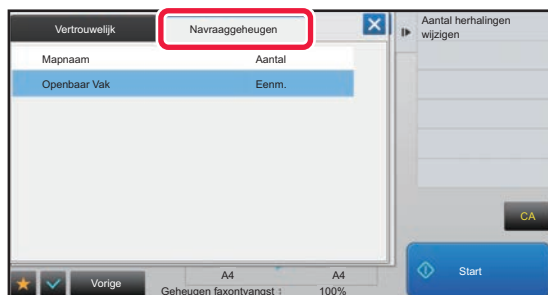 Vertrouwelijk
Navraaggeheugen
Mapnaam
Aantal
Openbaar Vak
Eenm.
Aantal herhalingen
wijzigen
CA
Start
Vorige
A4
A4
Geheugen faxontvangst :
100%